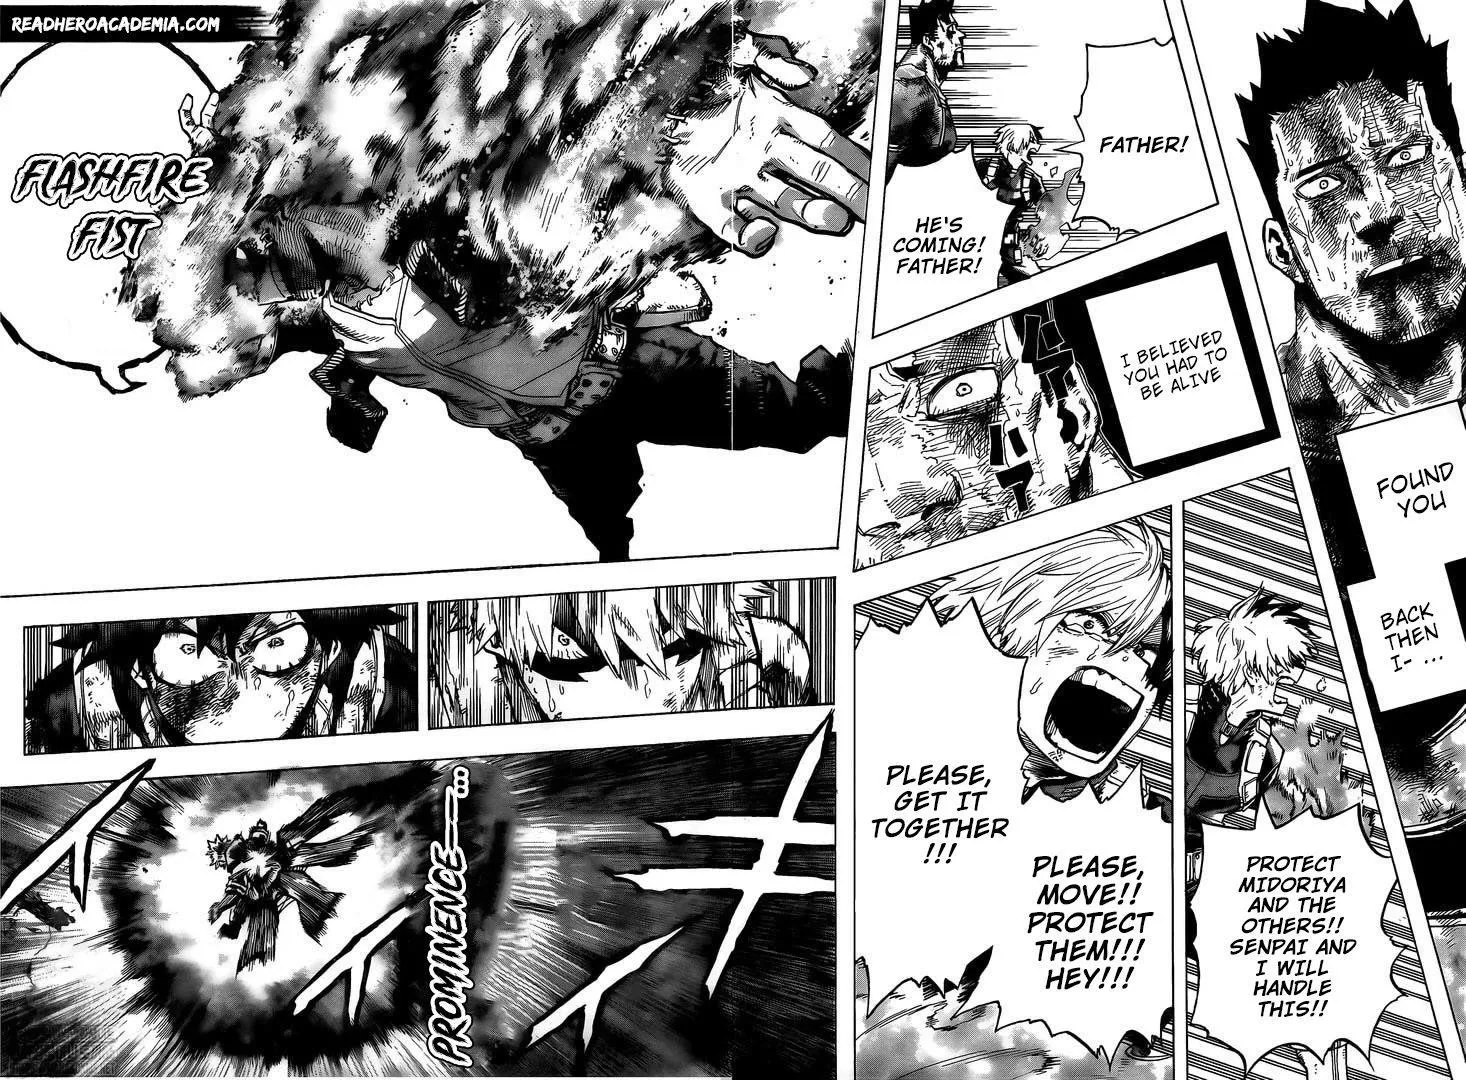 READHEROACADEMIA.COM
FOUND
YOU
BACK
THEN
I- ...
FATHER!
HE'S
COMING!
FATHER!
I BELIEVED
YOU HAD TO
BE ALIVE
PROTECT
MIDORIYA
AND THE
OTHERS!!
SENPAI AND
I WILL
HANDLE
THIS!!
PLEASE,
MOVE!!
PROTECT
THEM!!!
HEY!!!
PLEASE,
GET IT
TOGETHER
!!!
FLASHFIRE
FIST
PROMINENCE—...